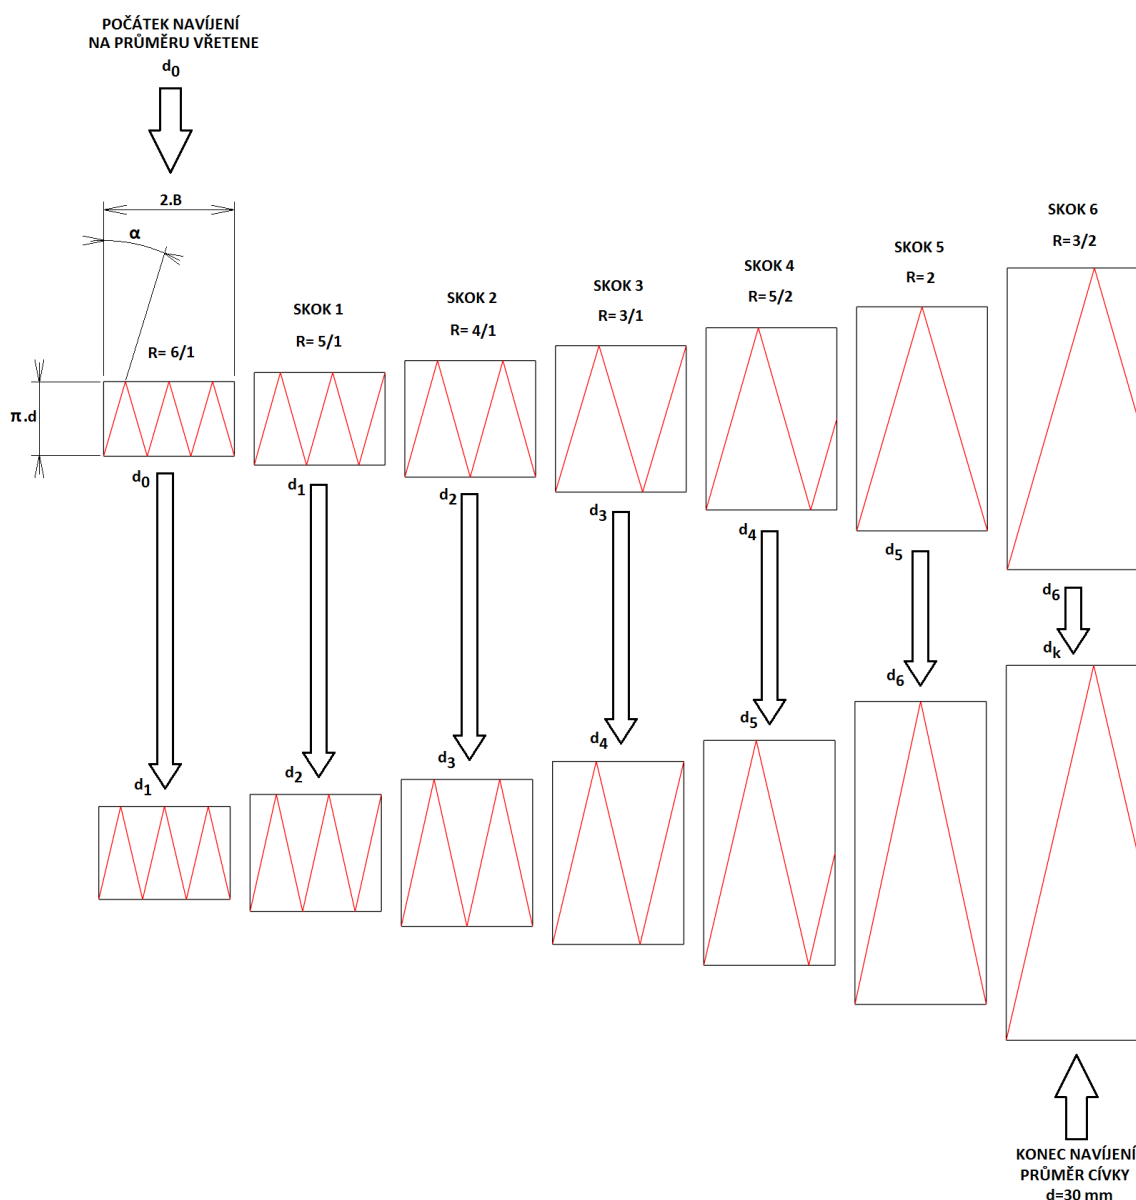 POČÁTEK NAVÍJENÍ
NA PRŮMĚRU VŘETENE
d0
2.B
α
R= 6/1
π.d
d0
d1
SKOK 1
R= 5/1
d1
d2
SKOK 2
R= 4/1
d2
d3
SKOK 3
R= 3/1
d3
d4
SKOK 4
R= 5/2
d4
d5
SKOK 5
R= 2
d5
d6
SKOK 6
R= 3/2
d6
dk
KONEC NAVÍJENÍ
PRŮMĚR CÍVKY
d=30 mm